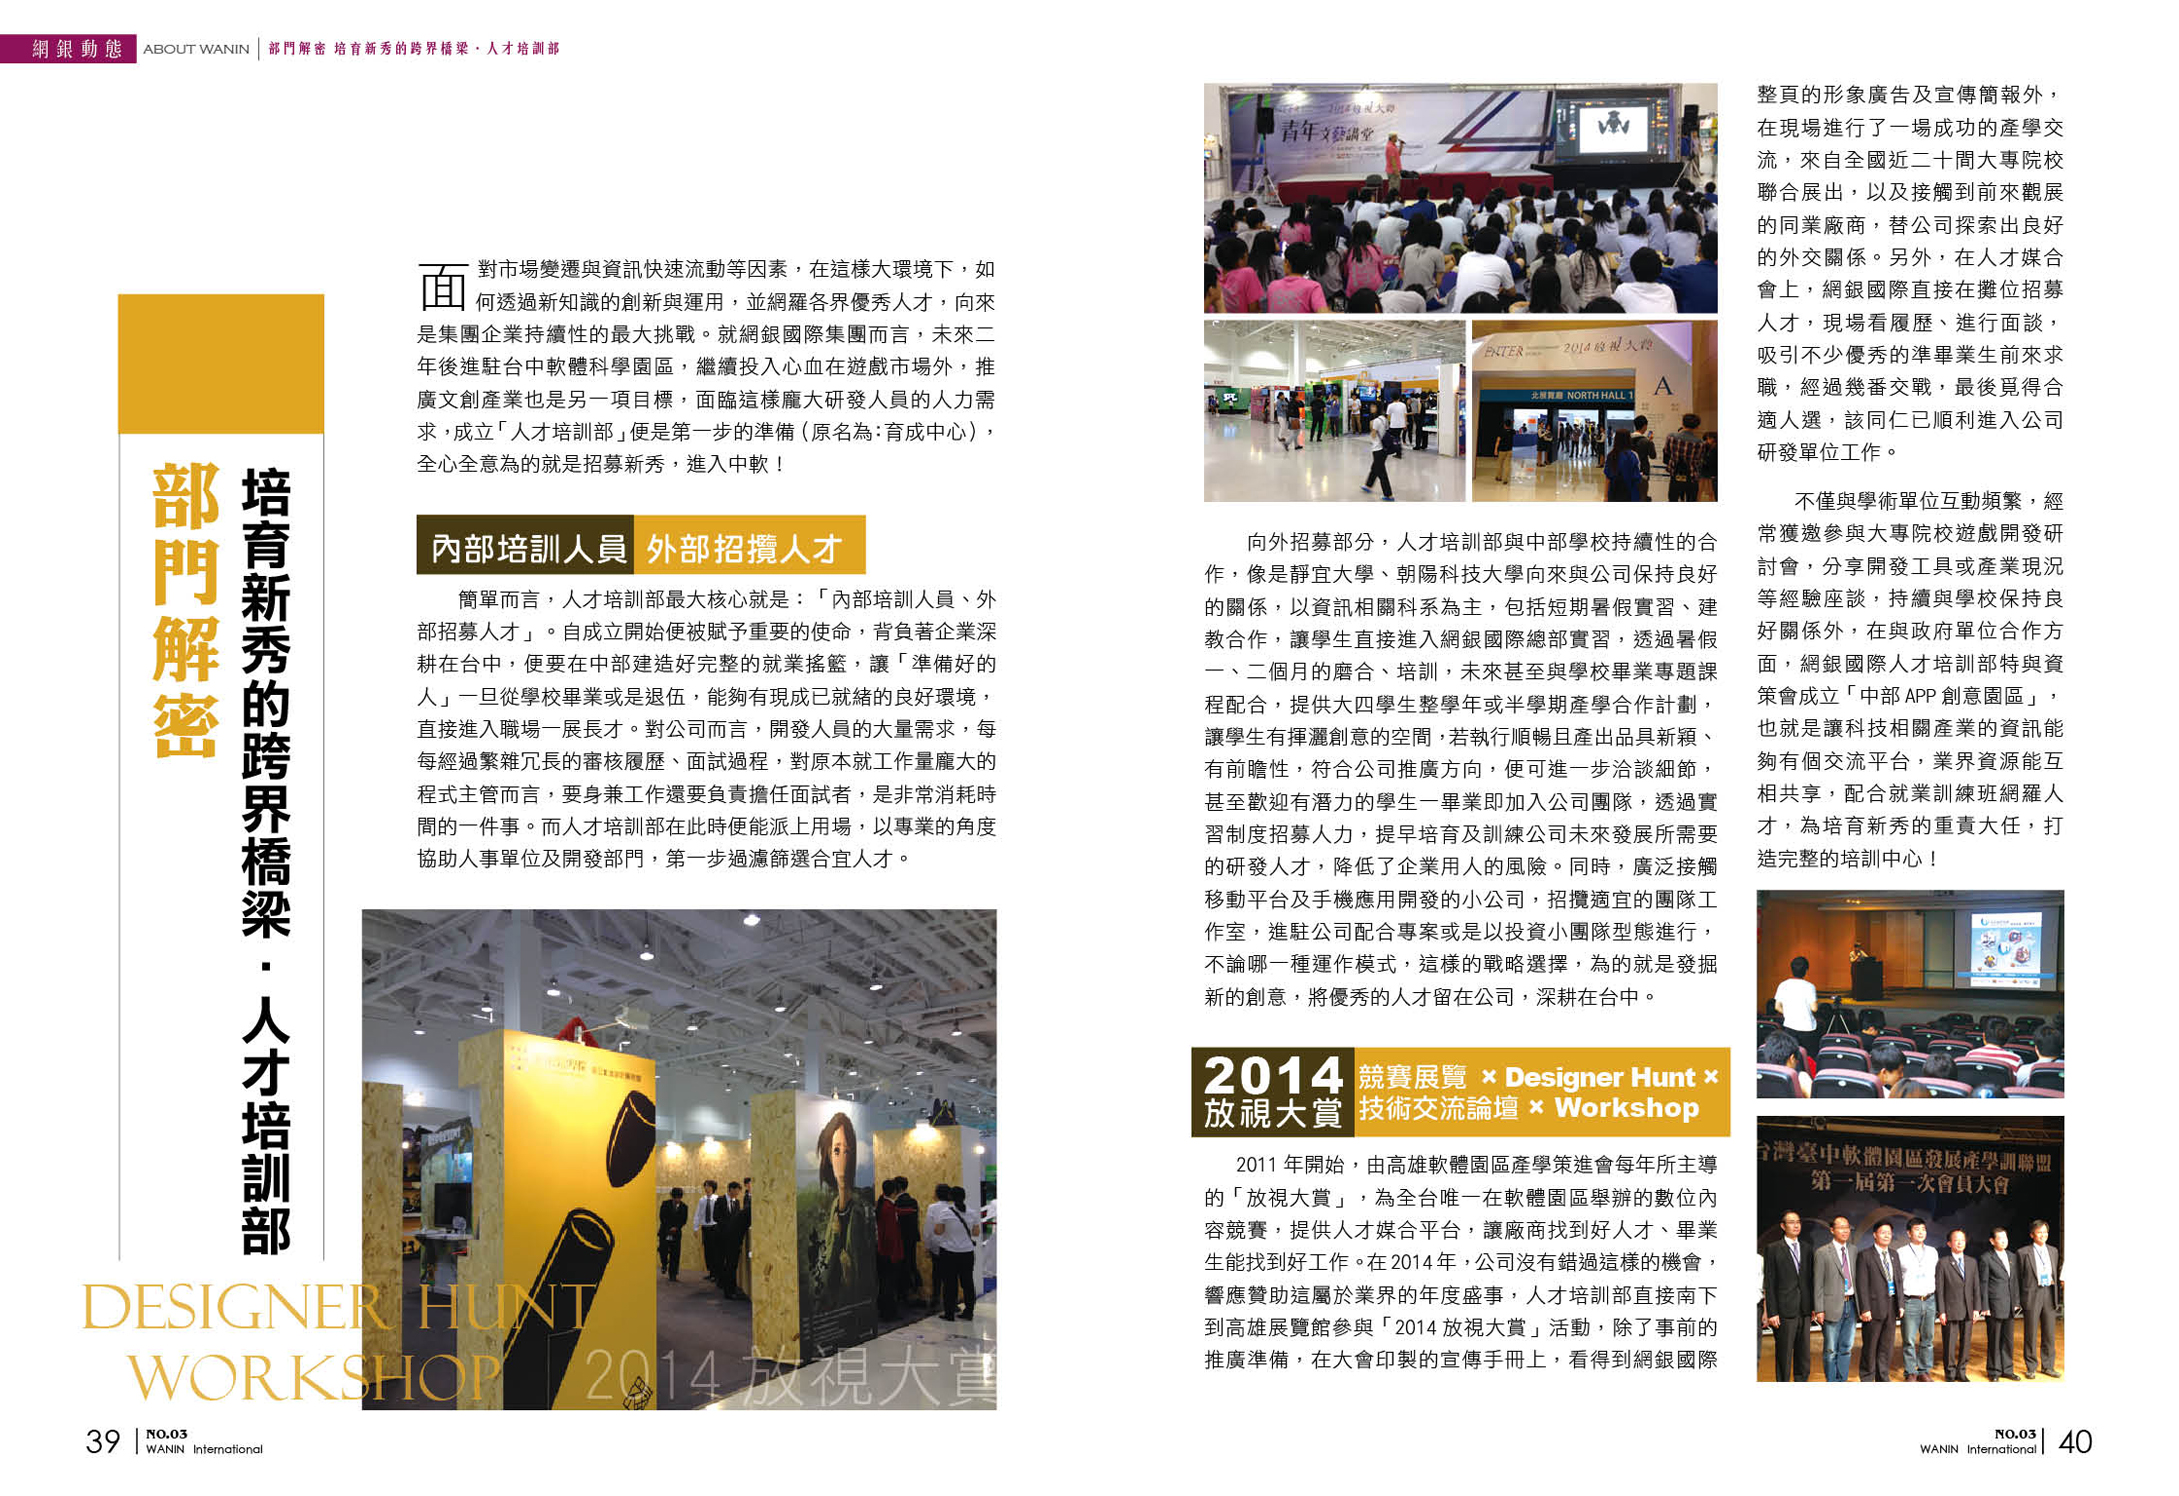 網銀動態 ABOUT WANIN 部門解密 培育新秀的跨界橋梁‧人才培訓部
部門解密
培育新秀的跨界橋梁‧人才培訓部
面對市場變遷與資訊快速流動等因素，在這樣大環境下，如
何透過新知識的創新與運用，並網羅各界優秀人才，向來
是集團企業持續性的最大挑戰。就網銀國際集團而言，未來二
年後進駐台中軟體科學園區，繼續投入心血在遊戲市場外，推
廣文創產業也是另一項目標，面臨這樣龐大研發人員的人力需
求，成立「人才培訓部」便是第一步的準備（原名為：育成中心），
全心全意為的就是招募新秀，進入中軟！
內部培訓人員 外部招攬人才
簡單而言，人才培訓部最大核心就是：「內部培訓人員、外
部招募人才」。自成立開始便被賦予重要的使命，背負著企業深
耕在台中，便要在中部建造好完整的就業搖籃，讓「準備好的
人」一旦從學校畢業或是退伍，能夠有現成已就緒的良好環境，
直接進入職場一展長才。對公司而言，開發人員的大量需求，每
每經過繁雜冗長的審核履歷、面試過程，對原本就工作量龐大的
程式主管而言，要身兼工作還要負責擔任面試者，是非常消耗時
間的一件事。而人才培訓部在此時便能派上用場，以專業的角度
協助人事單位及開發部門，第一步過濾篩選合宜人才。
DESIGNER HUNT
WORKSHOP 2014 放視大賞
39 NO.03
WANIN International
青年文藝講堂
2014放視大賞
ENTER 2014放視大賞
北展覽廳 NORTH HALL 1
A
向外招募部分，人才培訓部與中部學校持續性的合
作，像是靜宜大學、朝陽科技大學向來與公司保持良好
的關係，以資訊相關科系為主，包括短期暑假實習、建
教合作，讓學生直接進入網銀國際總部實習，透過暑假
一、二個月的磨合、培訓，未來甚至與學校畢業專題課
程配合，提供大四學生整學年或半學期產學合作計劃，
讓學生有揮灑創意的空間，若執行順暢且產出品具新穎、
有前瞻性，符合公司推廣方向，便可進一步洽談細節，
甚至歡迎有潛力的學生一畢業即加入公司團隊，透過實
習制度招募人力，提早培育及訓練公司未來發展所需要
的研發人才，降低了企業用人的風險。同時，廣泛接觸
移動平台及手機應用開發的小公司，招攬適宜的團隊工
作室，進駐公司配合專案或是以投資小團隊型態進行，
不論哪一種運作模式，這樣的戰略選擇，為的就是發掘
新的創意，將優秀的人才留在公司，深耕在台中。
2014
放視大賞
競賽展覽 × Designer Hunt ×
技術交流論壇 × Workshop
2011 年開始，由高雄軟體園區產學策進會每年所主導
的「放視大賞」，為全台唯一在軟體園區舉辦的數位內
容競賽，提供人才媒合平台，讓廠商找到好人才、畢業
生能找到好工作。在 2014 年，公司沒有錯過這樣的機會，
響應贊助這屬於業界的年度盛事，人才培訓部直接南下
到高雄展覽館參與「2014 放視大賞」活動，除了事前的
推廣準備，在大會印製的宣傳手冊上，看得到網銀國際
整頁的形象廣告及宣傳簡報外，
在現場進行了一場成功的產學交
流，來自全國近二十間大專院校
聯合展出，以及接觸到前來觀展
的同業廠商，替公司探索出良好
的外交關係。另外，在人才媒合
會上，網銀國際直接在攤位招募
人才，現場看履歷、進行面談，
吸引不少優秀的準畢業生前來求
職，經過幾番交戰，最後覓得合
適人選，該同仁已順利進入公司
研發單位工作。
不僅與學術單位互動頻繁，經
常獲邀參與大專院校遊戲開發研
討會，分享開發工具或產業現況
等經驗座談，持續與學校保持良
好關係外，在與政府單位合作方
面，網銀國際人才培訓部特與資
策會成立「中部 APP 創意園區」，
也就是讓科技相關產業的資訊能
夠有個交流平台，業界資源能互
相共享，配合就業訓練班網羅人
才，為培育新秀的重責大任，打
造完整的培訓中心！
台灣臺中軟體園區發展產學訓聯盟
第一屆第一次會員大會
NO.03 40
WANIN International